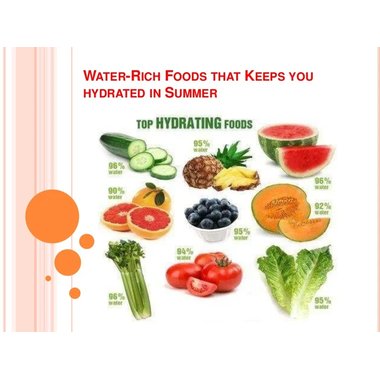 WATER-RICH FOODS THAT KEEPS YOU
HYDRATED IN SUMMER
TOP HYDRATING FOODS
96%
water
95%
water
96%
water
90%
water
95%
water
92%
water
96%
water
94%
water
95%
water